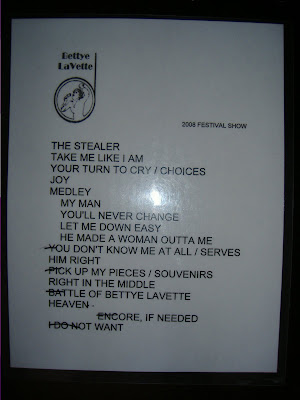 Bettye
LaVette
2008 FESTIVAL SHOW
THE STEALER
TAKE ME LIKE I AM
YOUR TURN TO CRY / CHOICES
JOY
MEDLEY
MY MAN
YOU'LL NEVER CHANGE
LET ME DOWN EASY
HE MADE A WOMAN OUTTA ME
YOU DON'T KNOW ME AT ALL / SERVES
HIM RIGHT
PICK UP MY PIECES / SOUVENIRS
RIGHT IN THE MIDDLE
BATTLE OF BETTYE LAVETTE
HEAVEN
ENCORE, IF NEEDED
I DO NOT WANT